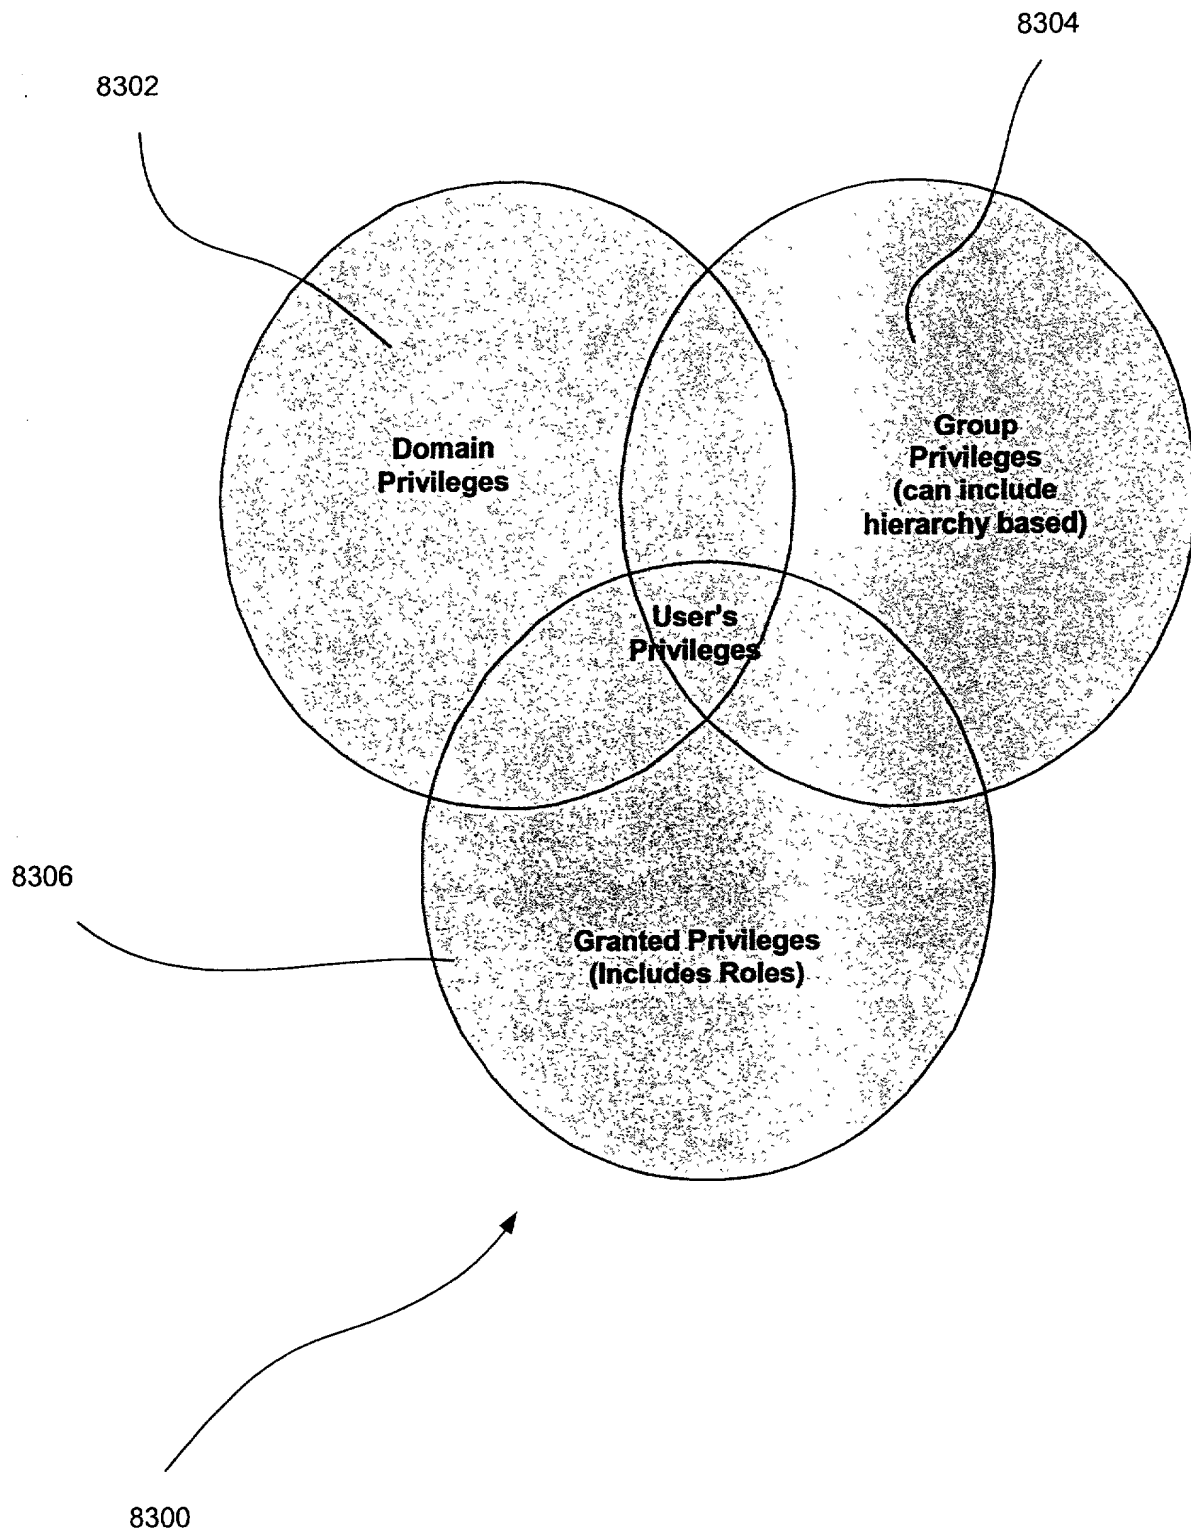 8304
8302
Domain
Privileges
Group
Privileges
(can include
hierarchy based)
User's
Privileges
8306
Granted Privileges
(Includes Roles)
8300